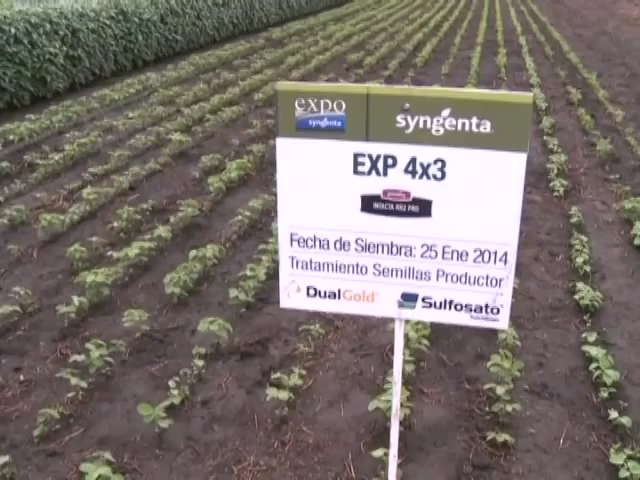 expo
syngenta
syngenta
EXP 4x3
INTACTA RR2 PRO
Fecha de Siembra: 25 Ene 2014
Tratamiento Semillas Productor
DualGold
Sulfosato